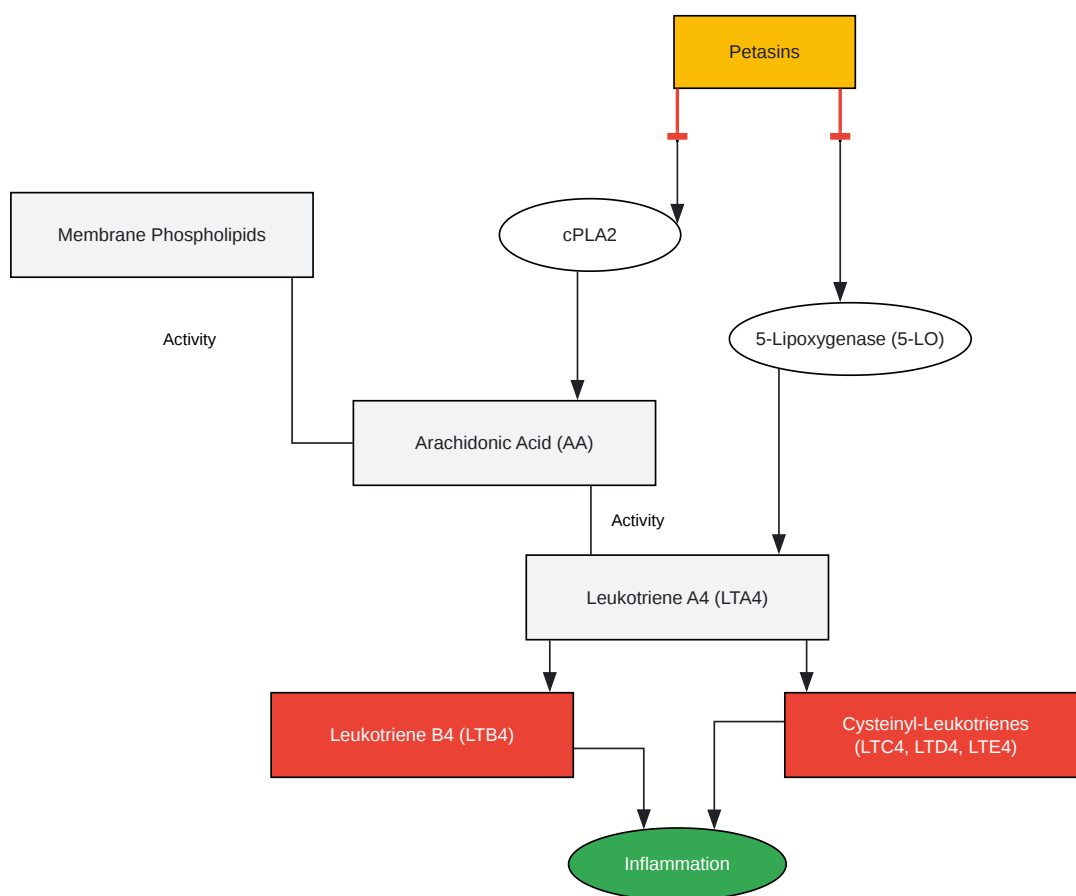 Petasins
Membrane Phospholipids
cPLA2
Activity
5-Lipoxygenase (5-LO)
Arachidonic Acid (AA)
Activity
Leukotriene A4 (LTA4)
Leukotriene B4 (LTB4)
Cysteinyl-Leukotrienes
(LTC4, LTD4, LTE4)
Inflammation